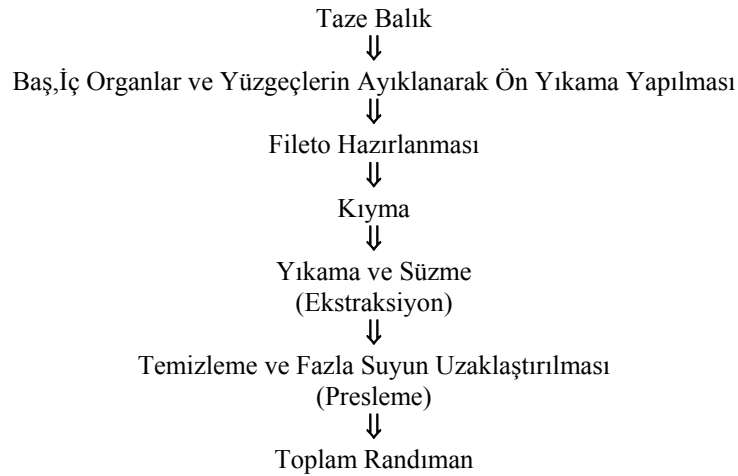 Taze Balık
⇓
Baş,İç Organlar ve Yüzgeçlerin Ayıklanarak Ön Yıkama Yapılması
⇓
Fileto Hazırlanması
⇓
Kıyma
⇓
Yıkama ve Süzme
(Ekstraksiyon)
⇓
Temizleme ve Fazla Suyun Uzaklaştırılması
(Presleme)
⇓
Toplam Randıman